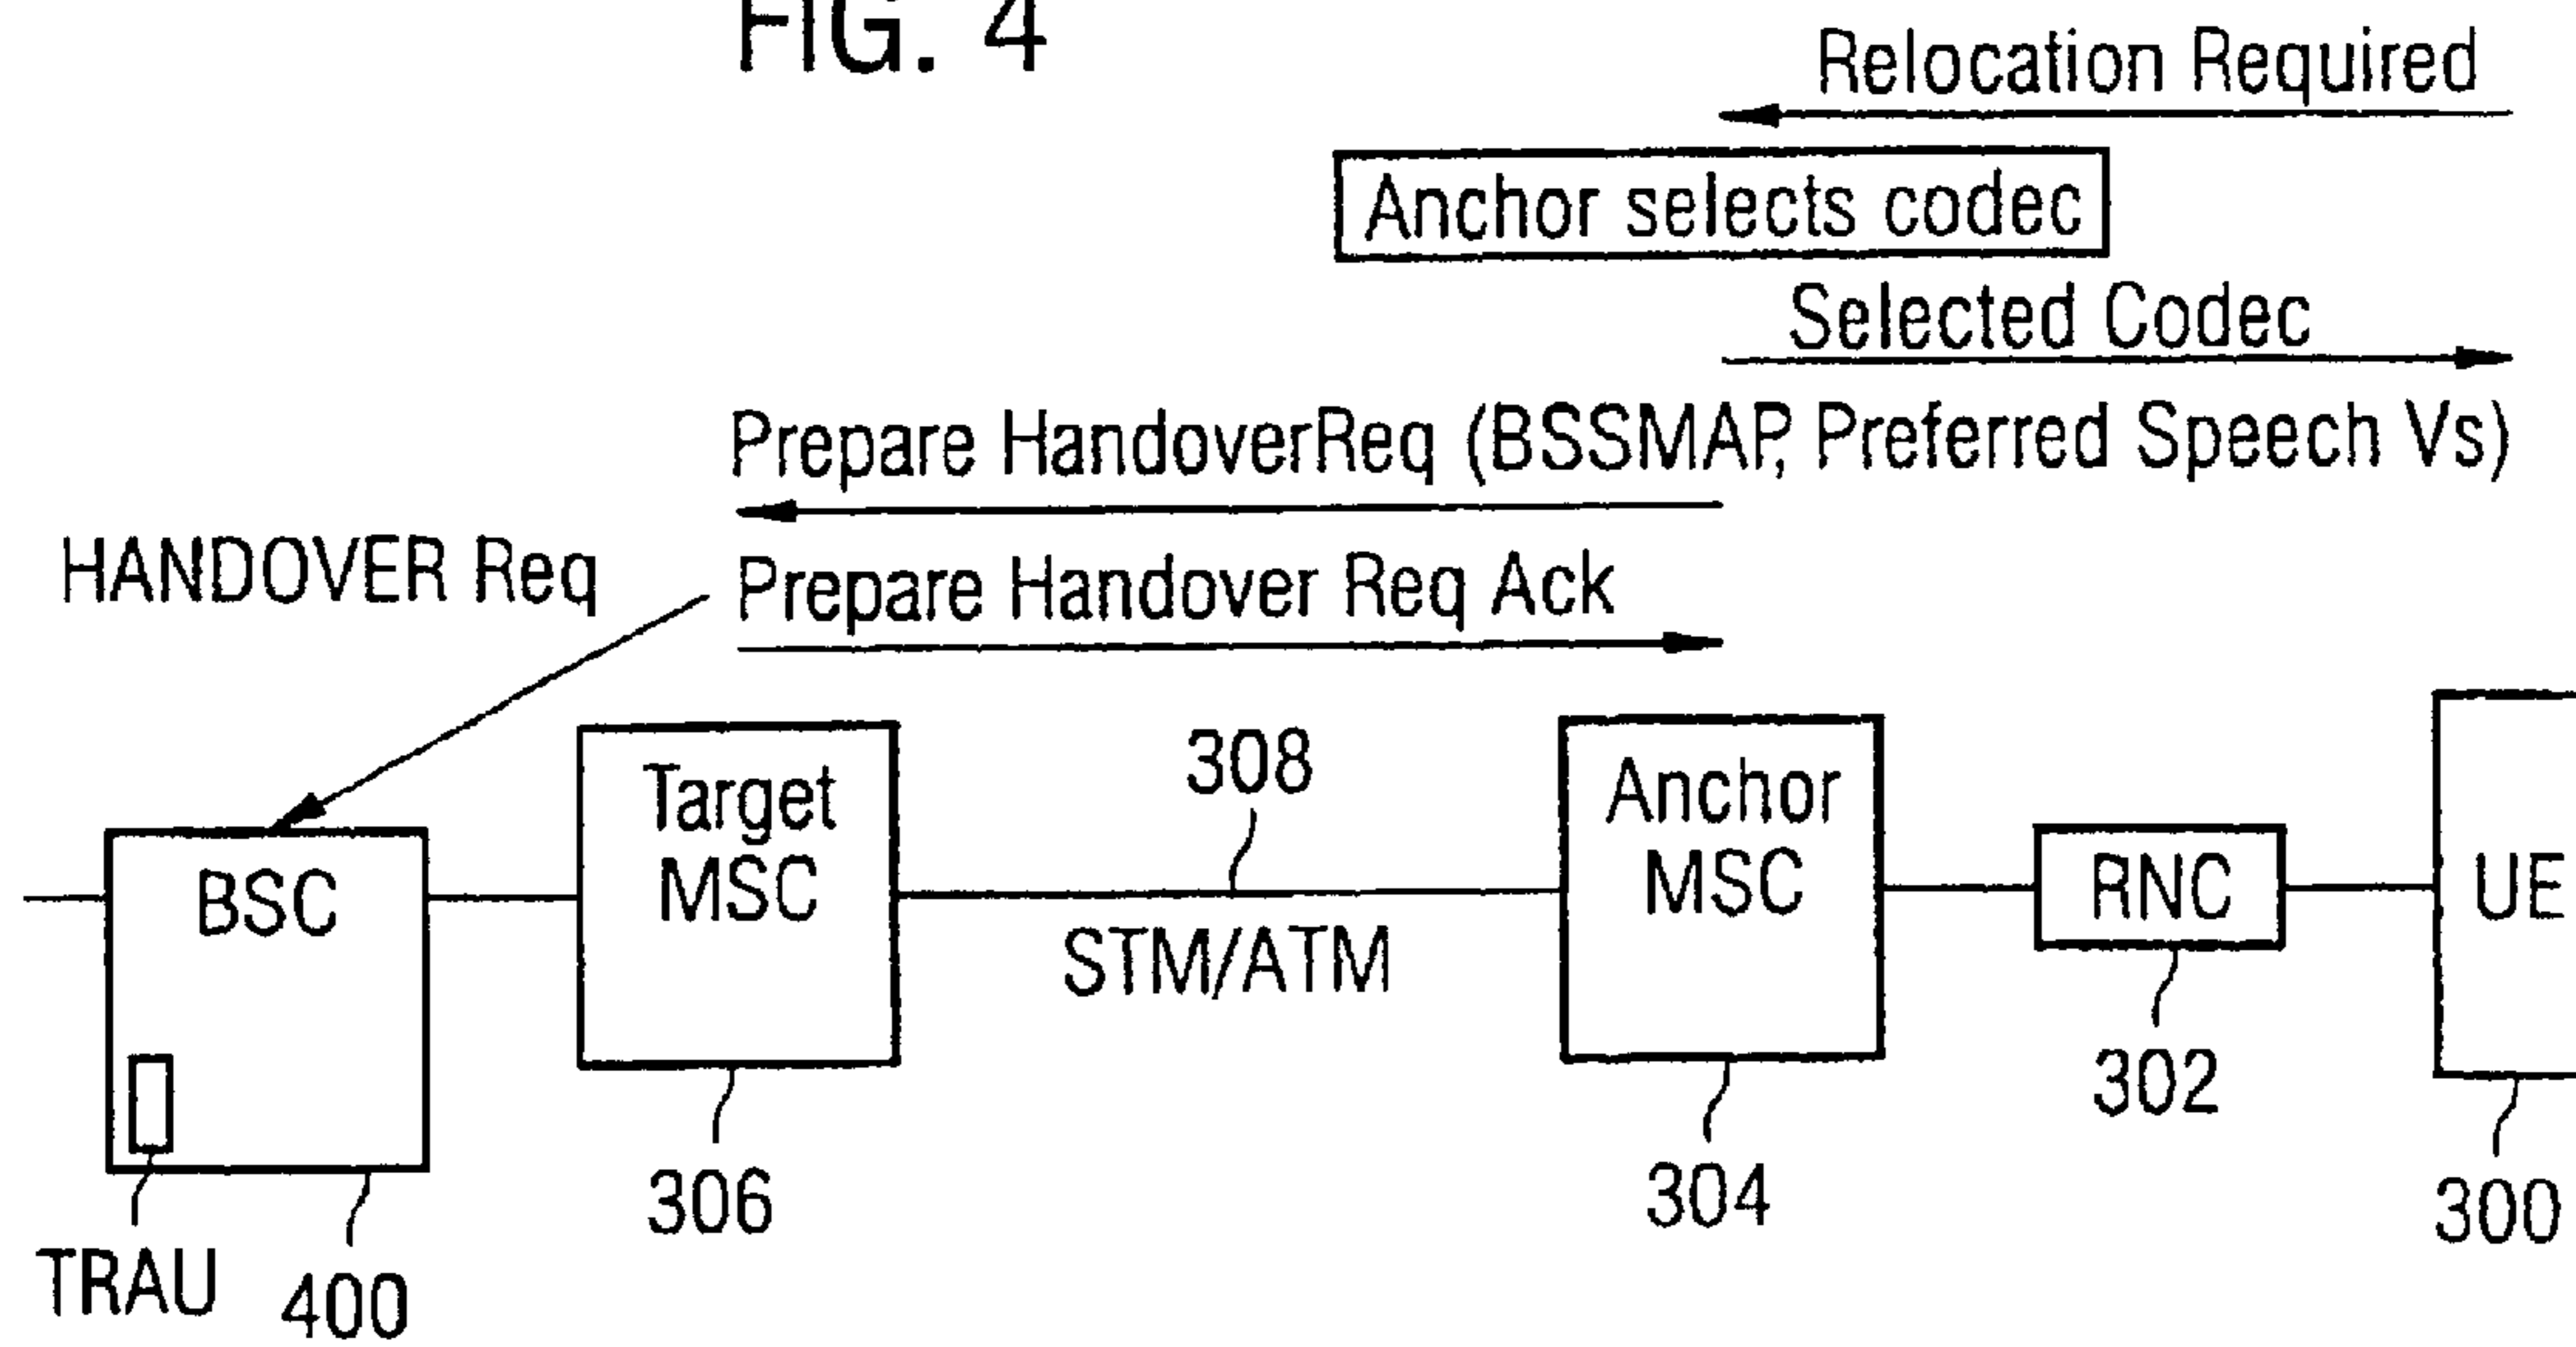 FIG. 4
Relocation Required
Anchor selects codec
Selected Codec
Prepare HandoverReq (BSSMAP, Preferred Speech Vs)
HANDOVER Req
Prepare Handover Req Ack
BSC
Target
MSC
308
STM/ATM
Anchor
MSC
RNC
UE
TRAU
400
306
304
302
300